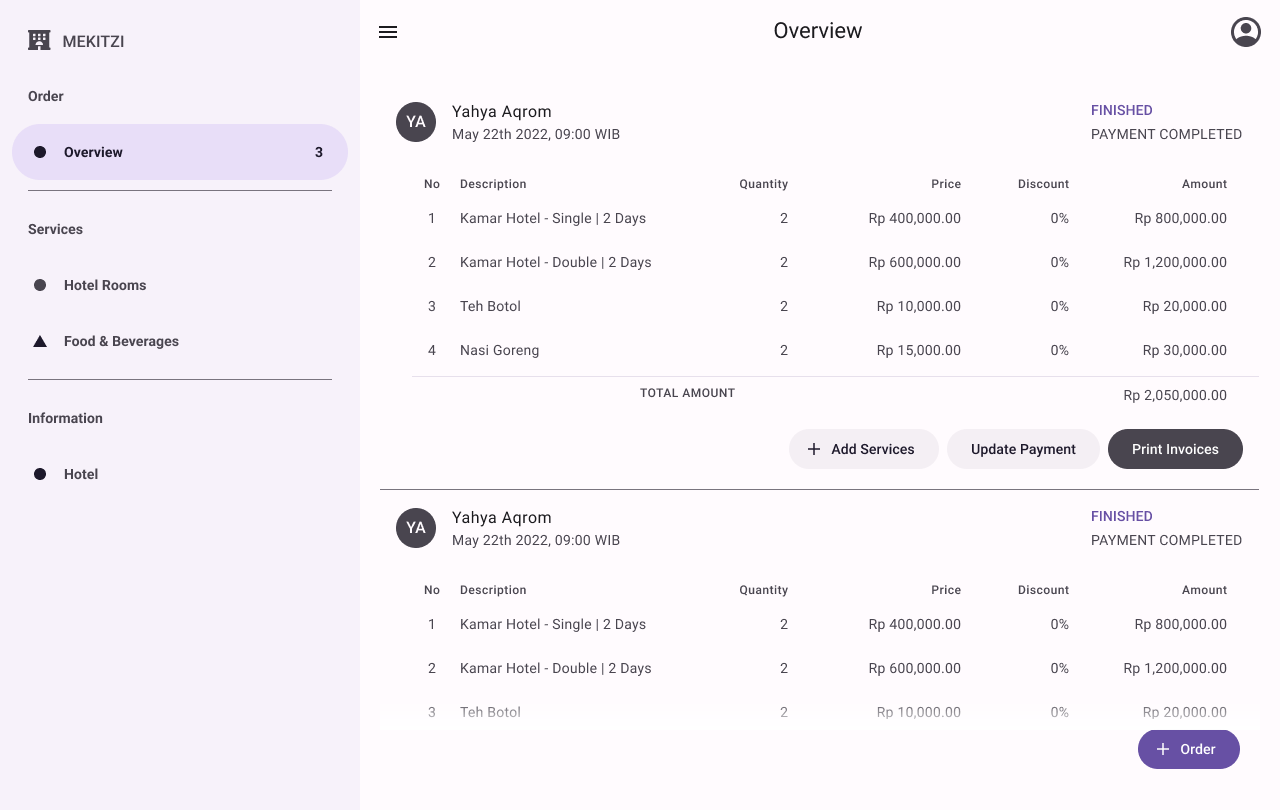 MEKITZI
Order
Overview 3
Services
Hotel Rooms
Food & Beverages
Information
Hotel
Overview
YA
Yahya Aqrom
May 22th 2022, 09:00 WIB
FINISHED
PAYMENT COMPLETED
No Description Quantity Price Discount Amount
1 Kamar Hotel - Single | 2 Days 2 Rp 400,000.00 0% Rp 800,000.00
2 Kamar Hotel - Double | 2 Days 2 Rp 600,000.00 0% Rp 1,200,000.00
3 Teh Botol 2 Rp 10,000.00 0% Rp 20,000.00
4 Nasi Goreng 2 Rp 15,000.00 0% Rp 30,000.00
TOTAL AMOUNT Rp 2,050,000.00
Add Services Update Payment Print Invoices
YA
Yahya Aqrom
May 22th 2022, 09:00 WIB
FINISHED
PAYMENT COMPLETED
No Description Quantity Price Discount Amount
1 Kamar Hotel - Single | 2 Days 2 Rp 400,000.00 0% Rp 800,000.00
2 Kamar Hotel - Double | 2 Days 2 Rp 600,000.00 0% Rp 1,200,000.00
3 Teh Botol 2 Rp 10,000.00 0% Rp 20,000.00
Order